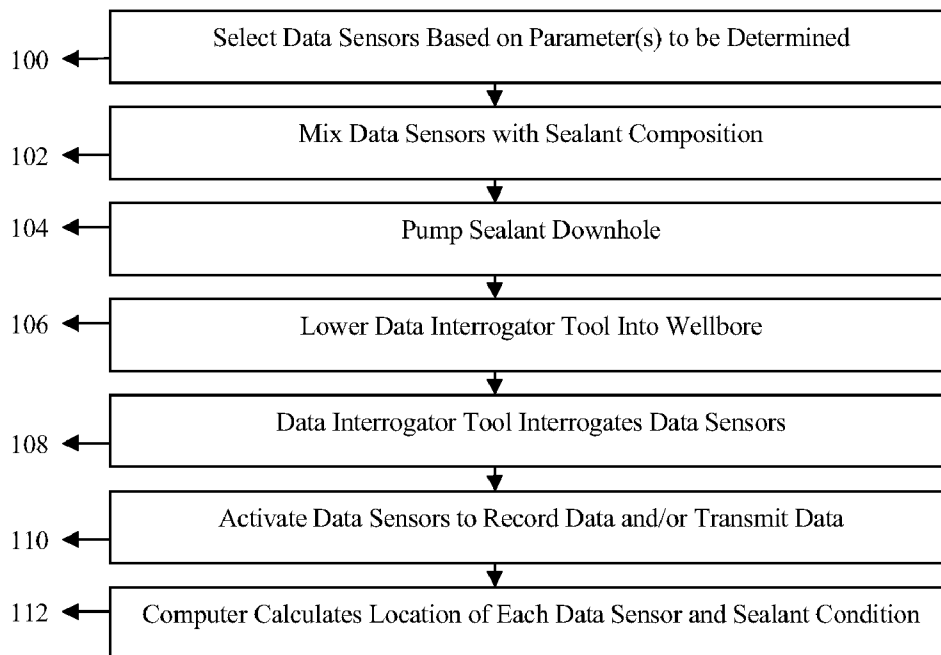 Select Data Sensors Based on Parameter(s) to be Determined
100
Mix Data Sensors with Sealant Composition
102
Pump Sealant Downhole
104
Lower Data Interrogator Tool Into Wellbore
106
Data Interrogator Tool Interrogates Data Sensors
108
Activate Data Sensors to Record Data and/or Transmit Data
110
Computer Calculates Location of Each Data Sensor and Sealant Condition
112